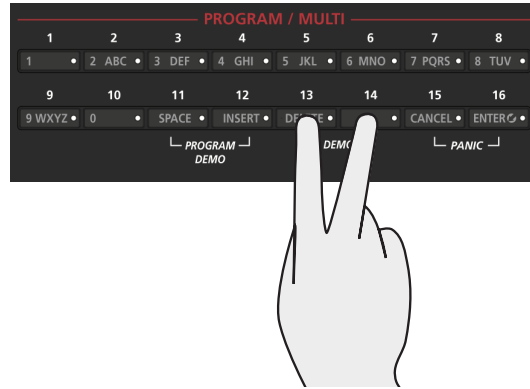 PROGRAM / MULTI
1 2 3 4 5 6 7 8
1 2 ABC 3 DEF 4 GHI 5 JKL 6 MNO 7 PQRS 8 TUV
9 10 11 12 13 14 15 16
9 WXYZ 0 SPACE INSERT CANCEL ENTER
PROGRAM DEMO PANIC
DEMO